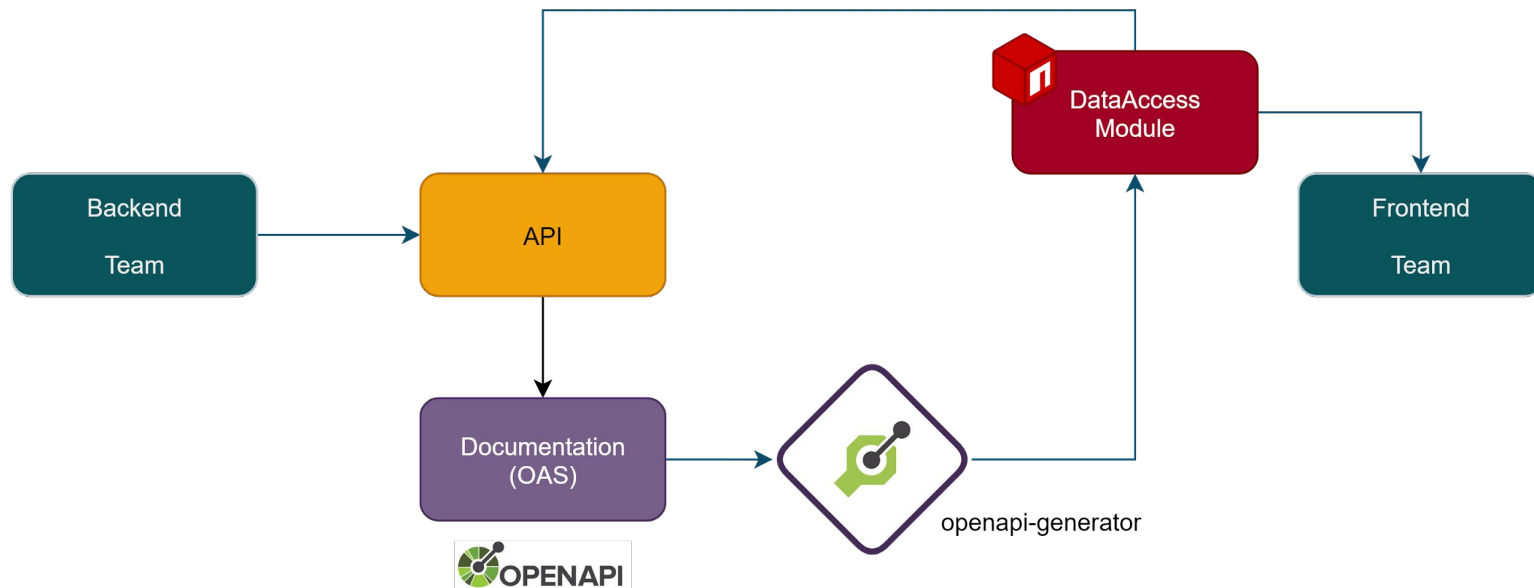 DataAccess
Module
Backend
Team
API
Frontend
Team
Documentation
(OAS)
openapi-generator
OPENAPI